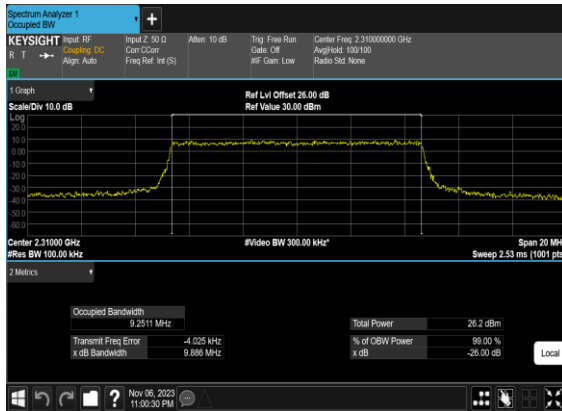 Spectrum Analyzer 1
Occupied BW
+
KEYSIGHT
R T
Input: RF
Coupling: DC
Align: Auto
Input Z: 50 Ω
Corr CCorr
Freq Ref: Int (S)
Atten: 10 dB
Trig: Free Run
Gate: Off
#IF Gain: Low
Center Freq: 2.310000000 GHz
Avg|Hold: 100/100
Radio Std: None
1 Graph
Scale/Div 10.0 dB
Ref Lvl Offset 26.00 dB
Ref Value 30.00 dBm
Log
20.0
10.0
0.00
-10.0
-20.0
-30.0
-40.0
-50.0
-60.0
Center 2.31000 GHz
#Res BW 100.00 kHz
#Video BW 300.00 kHz*
Span 20 MH
Sweep 2.53 ms (1001 pts
2 Metrics
Occupied Bandwidth
9.2511 MHz
Transmit Freq Error -4.025 kHz
x dB Bandwidth 9.886 MHz
Total Power 26.2 dBm
% of OBW Power 99.00 %
x dB -26.00 dB
Local
?
Nov 06, 2023
11:00:30 PM